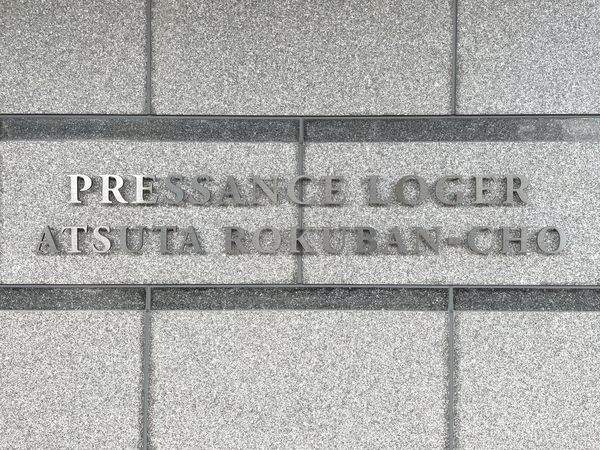 PRESSANCE LOGER
ATSUTA ROKUBAN-CHO